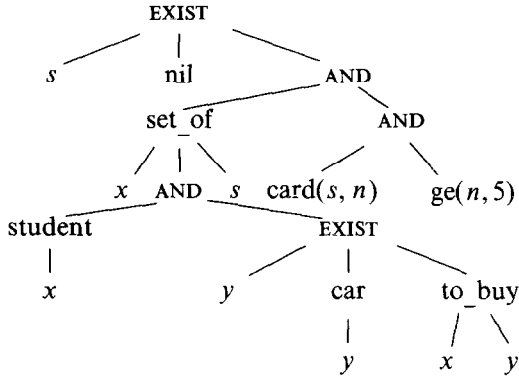 EXIST
s nil AND
set_of AND
x AND s card(s, n) ge(n, 5)
student EXIST
x y car to_buy
y x y